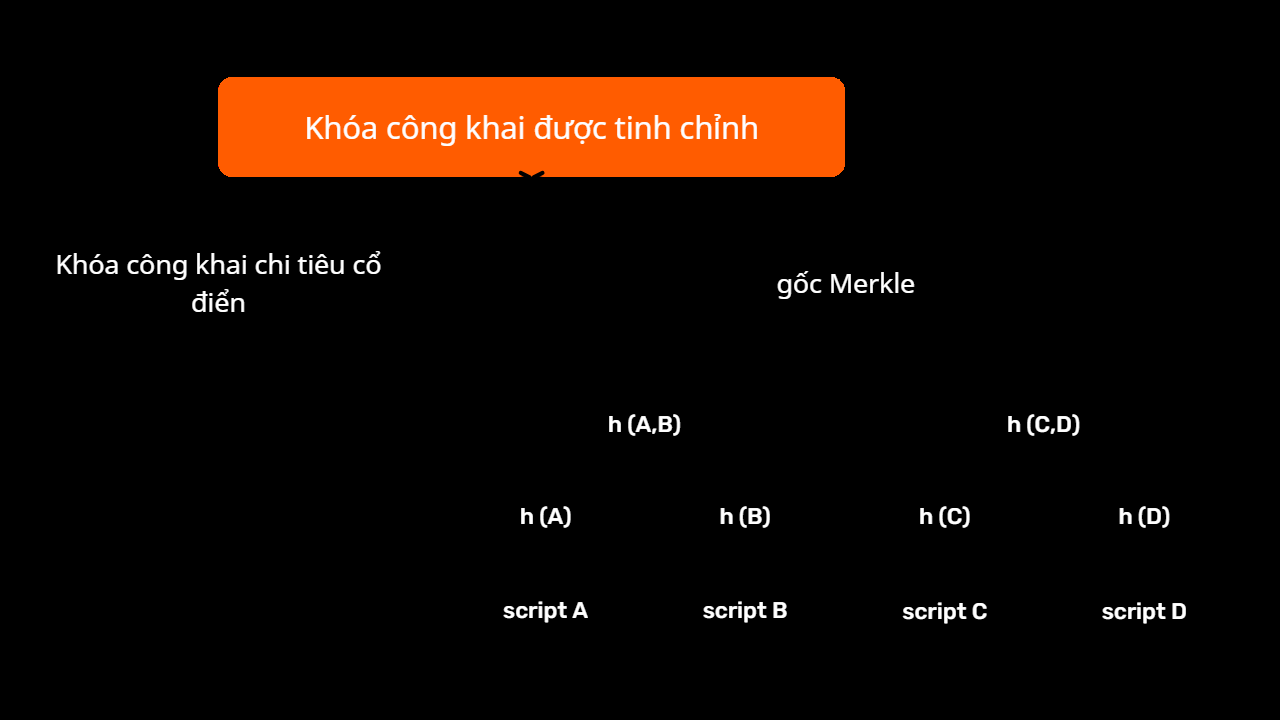 Khóa công khai được tinh chỉnh
Khóa công khai chi tiêu cổ
điển
gốc Merkle
h (A,B)
h (C,D)
h (A)
h (B)
h (C)
h (D)
script A
script B
script C
script D